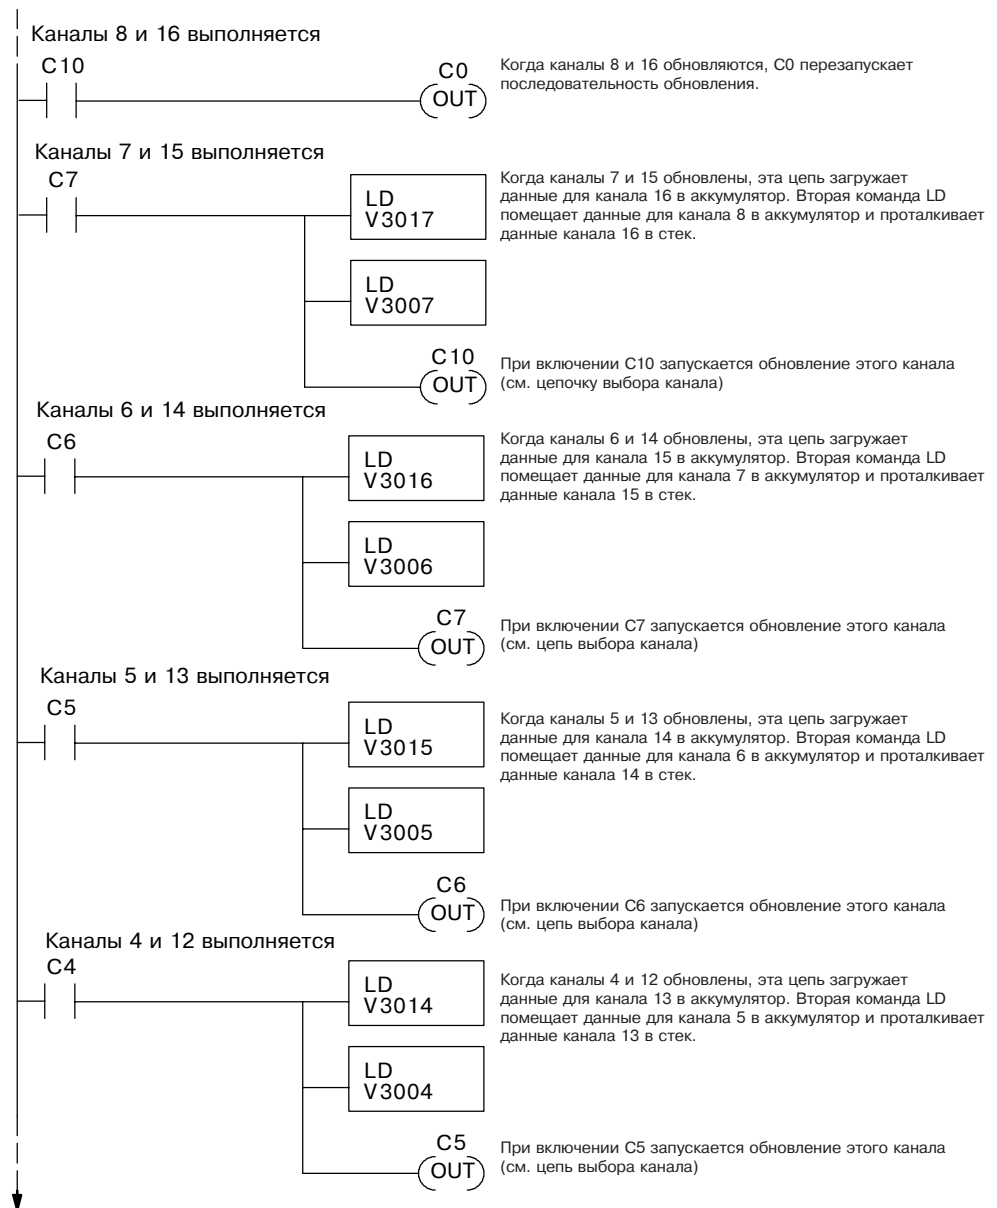 Каналы 8 и 16 выполняется
C10
C0
OUT
Когда каналы 8 и 16 обновляются, C0 перезапускает
последовательность обновления.
Каналы 7 и 15 выполняется
C7
LD
V3017
Когда каналы 7 и 15 обновлены, эта цепь загружает
данные для канала 16 в аккумулятор. Вторая команда LD
помещает данные для канала 8 в аккумулятор и проталкивает
данные канала 16 в стек.
LD
V3007
C10
OUT
При включении C10 запускается обновление этого канала
(см. цепочку выбора канала)
Каналы 6 и 14 выполняется
C6
LD
V3016
Когда каналы 6 и 14 обновлены, эта цепь загружает
данные для канала 15 в аккумулятор. Вторая команда LD
помещает данные для канала 7 в аккумулятор и проталкивает
данные канала 15 в стек.
LD
V3006
C7
OUT
При включении C7 запускается обновление этого канала
(см. цепь выбора канала)
Каналы 5 и 13 выполняется
C5
LD
V3015
Когда каналы 5 и 13 обновлены, эта цепь загружает
данные для канала 14 в аккумулятор. Вторая команда LD
помещает данные для канала 6 в аккумулятор и проталкивает
данные канала 14 в стек.
LD
V3005
C6
OUT
При включении C6 запускается обновление этого канала
(см. цепь выбора канала)
Каналы 4 и 12 выполняется
C4
LD
V3014
Когда каналы 4 и 12 обновлены, эта цепь загружает
данные для канала 13 в аккумулятор. Вторая команда LD
помещает данные для канала 5 в аккумулятор и проталкивает
данные канала 13 в стек.
LD
V3004
C5
OUT
При включении C5 запускается обновление этого канала
(см. цепь выбора канала)